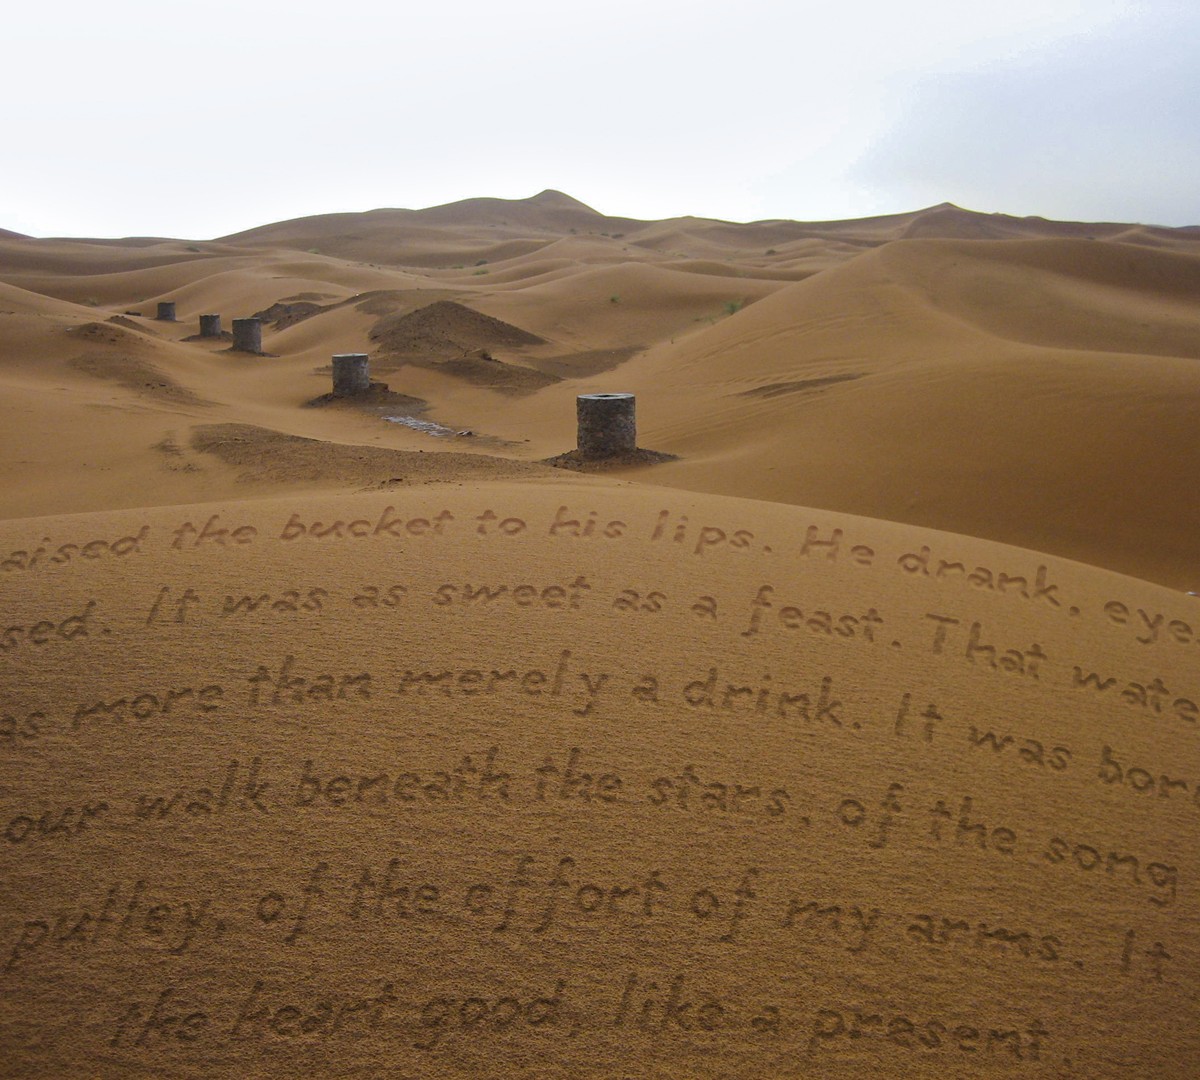 aised the bucket to his lips. He drank, eye
sed. It was as sweet as a feast. That wate
as more than merely a drink. It was born
our walk beneath the stars, of the song
pulley, of the effort of my arms. It
the heart good, like a prasent.